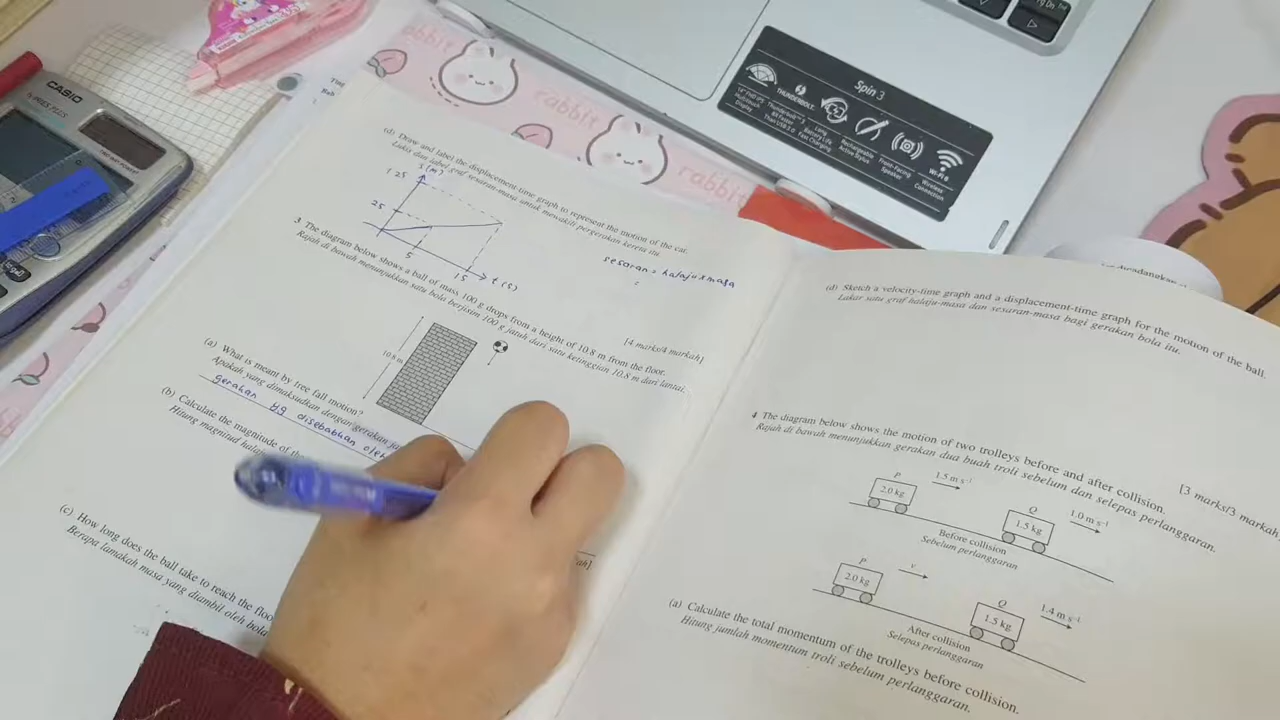 CASIO
rabbit
rabbit
rabbit
Spin 3
THUNDERBOLT
Wi-Fi 6
(d) Draw and label the displacement-time graph to represent the motion of the car.
Lukis dan label graf sesaran-masa untuk mewakili pergerakan kereta itu.
s (m)
125
25
5
15
t (s)
sesaran = halaju x masa
=
[4 marks/4 markah]
3 The diagram below shows a ball of mass 100 g drops from a height of 10.8 m from the floor.
Rajah di bawah menunjukkan satu bola berjisim 100 g jatuh dari satu ketinggian 10.8 m dari lantai.
10.8 m
(a) What is meant by free fall motion?
Apakah yang dimaksudkan dengan gerakan
gerakan yg disebabkan oleh
(b) Calculate the magnitude of the
Hitung magnitud
(c) How long does the ball take to reach the
Berapa lamakah masa yang diambil oleh bola
(d) Sketch a velocity-time graph and a displacement-time graph for the motion of the ball.
Lakar satu graf halaju-masa dan sesaran-masa bagi gerakan bola itu.
[3 marks/3 markah]
4 The diagram below shows the motion of two trolleys before and after collision.
Rajah di bawah menunjukkan gerakan dua buah troli sebelum dan selepas perlanggaran.
P
2.0 kg
1.5 m s⁻¹
Q
1.5 kg
1.0 m s⁻¹
Before collision
Sebelum perlanggaran
P
2.0 kg
v
Q
1.5 kg
1.4 m s⁻¹
After collision
Selepas perlanggaran
(a) Calculate the total momentum of the trolleys before collision.
Hitung jumlah momentum troli sebelum perlanggaran.